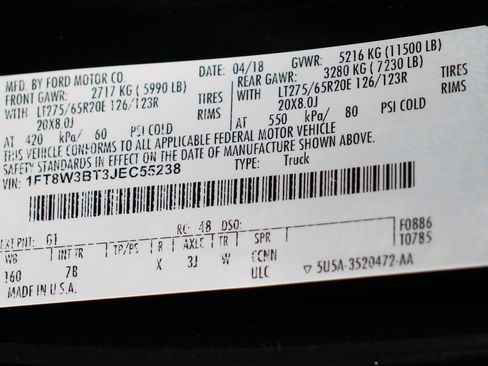 MFD. BY FORD MOTOR CO.
DATE: 04/18 GVWR: 5216 KG (11500 LB)
FRONT GAWR: 2717 KG (5990 LB) REAR GAWR: 3280 KG (7230 LB)
LT275/65R20E 126/123R TIRES WITH LT275/65R20E 126/123R TIRES
20X8.0J RIMS 20X8.0J RIMS
AT 420 kPa/ 60 PSI COLD AT 550 kPa/ 80 PSI COLD
THIS VEHICLE CONFORMS TO ALL APPLICABLE FEDERAL MOTOR VEHICLE
SAFETY STANDARDS IN EFFECT ON THE DATE OF MANUFACTURE SHOWN ABOVE.
VIN: 1FT8W3BT3JEC55238 TYPE: Truck
EXT PNT: G1 RC: 48 DSO: F0886
WB INT TR TP/PS R AXLE TR SPR T0785
160 7B X 3J W CCNN
ULC 5U5A-3520472-AA
MADE IN U.S.A.